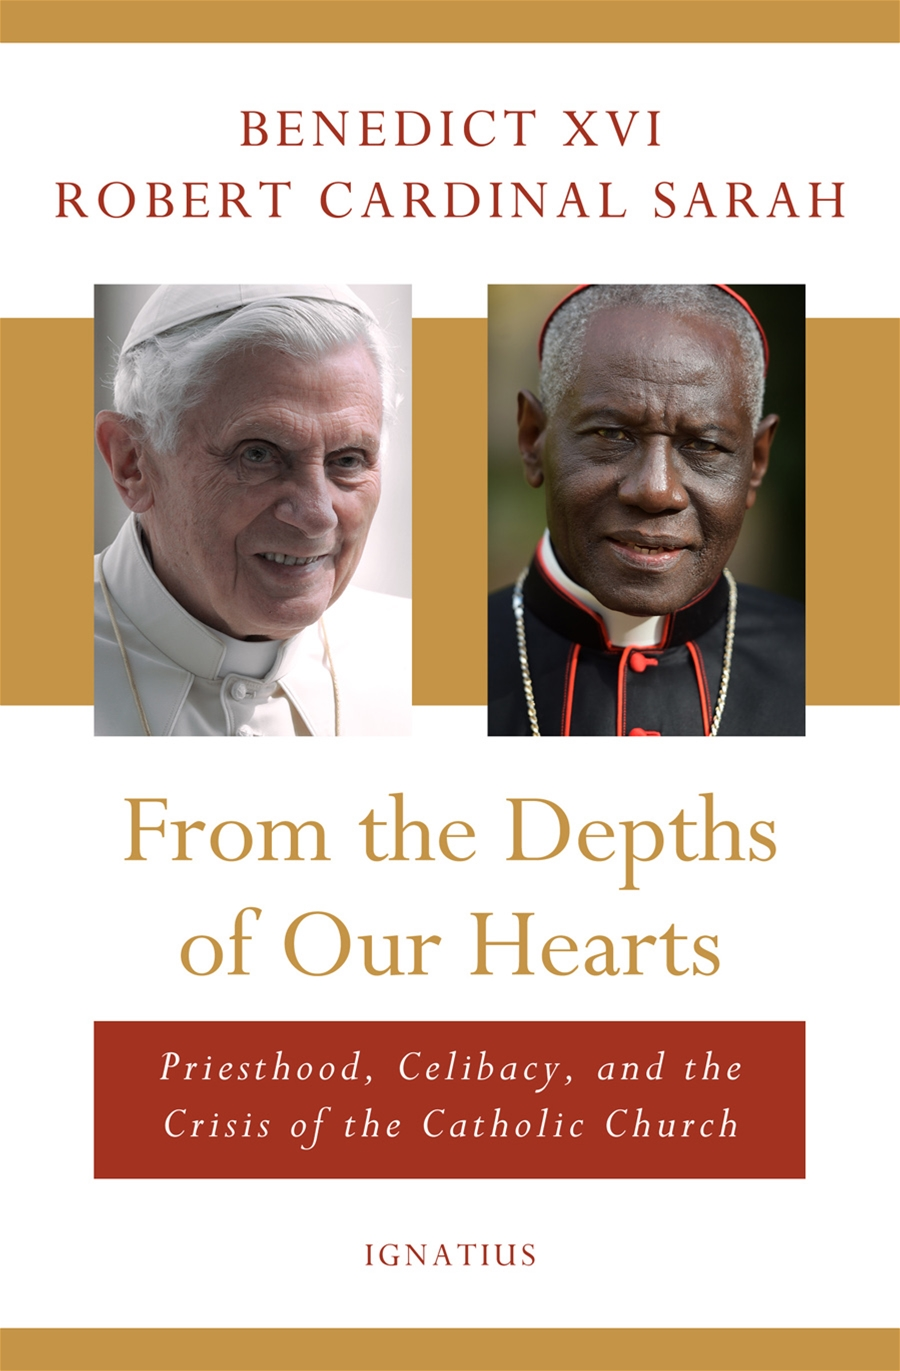 BENEDICT XVI
ROBERT CARDINAL SARAH
From the Depths
of Our Hearts
Priesthood, Celibacy, and the
Crisis of the Catholic Church
IGNATIUS